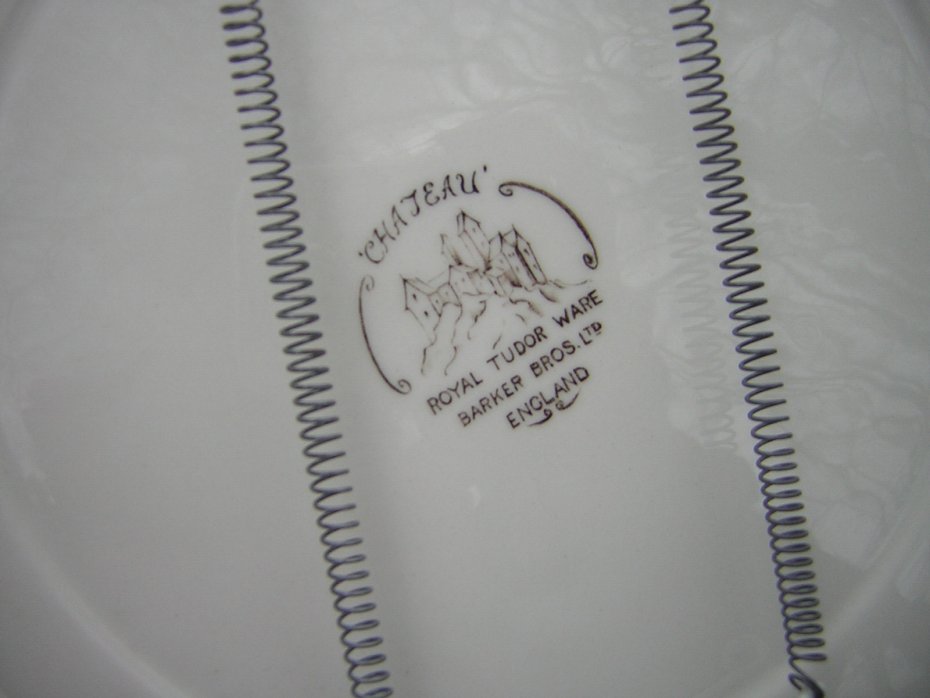 'CHATEAU'
ROYAL TUDOR WARE
BARKER BROS. LTD
ENGLAND